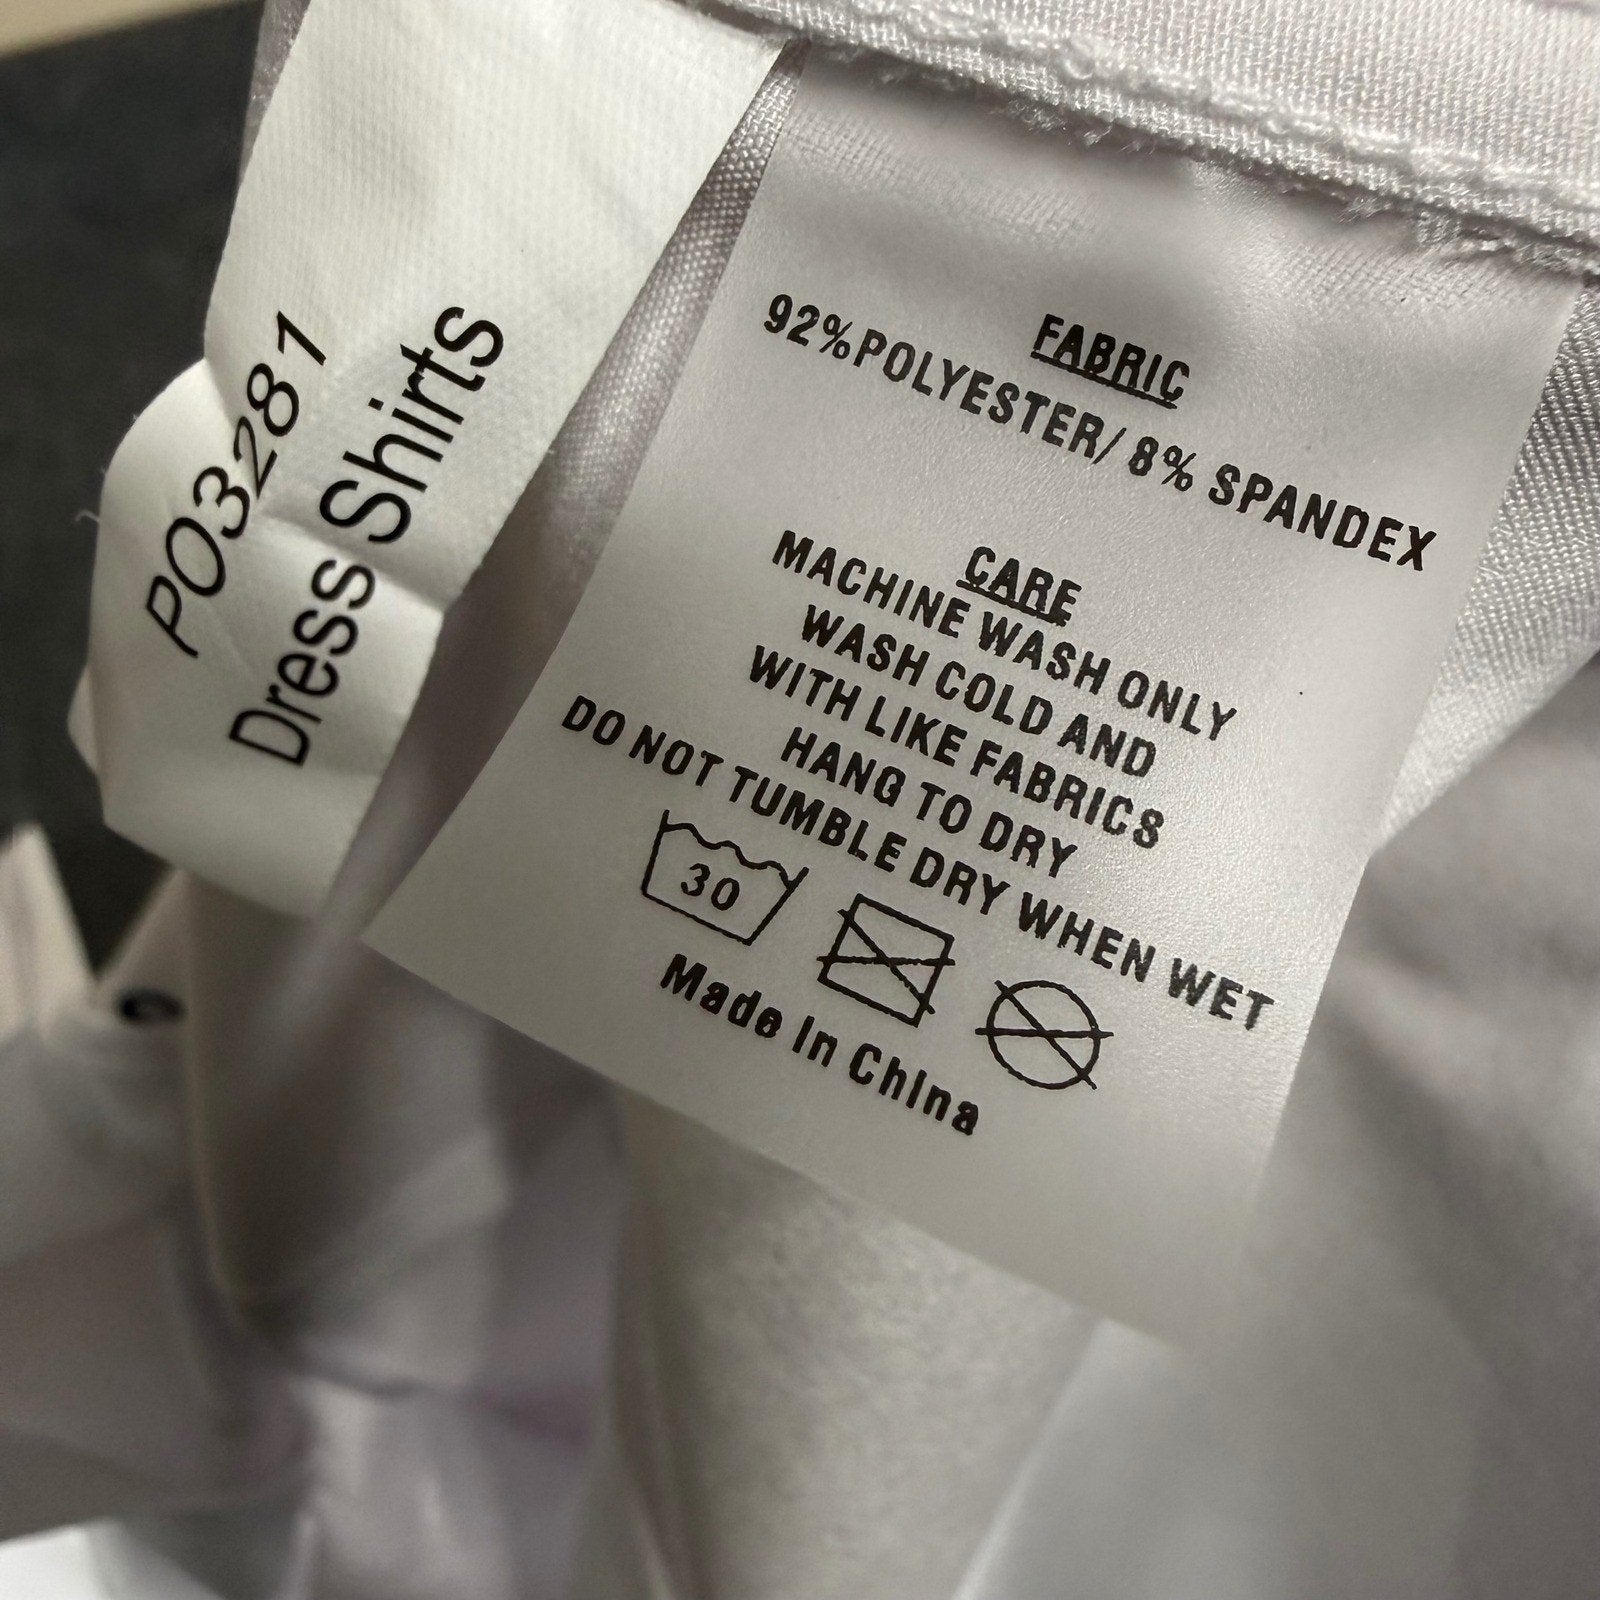 PO3281
Dress Shirts
FABRIC
92%POLYESTER/ 8% SPANDEX
CARE
MACHINE WASH ONLY
WASH COLD AND
WITH LIKE FABRICS
HANG TO DRY
DO NOT TUMBLE DRY WHEN WET
30
Made In China